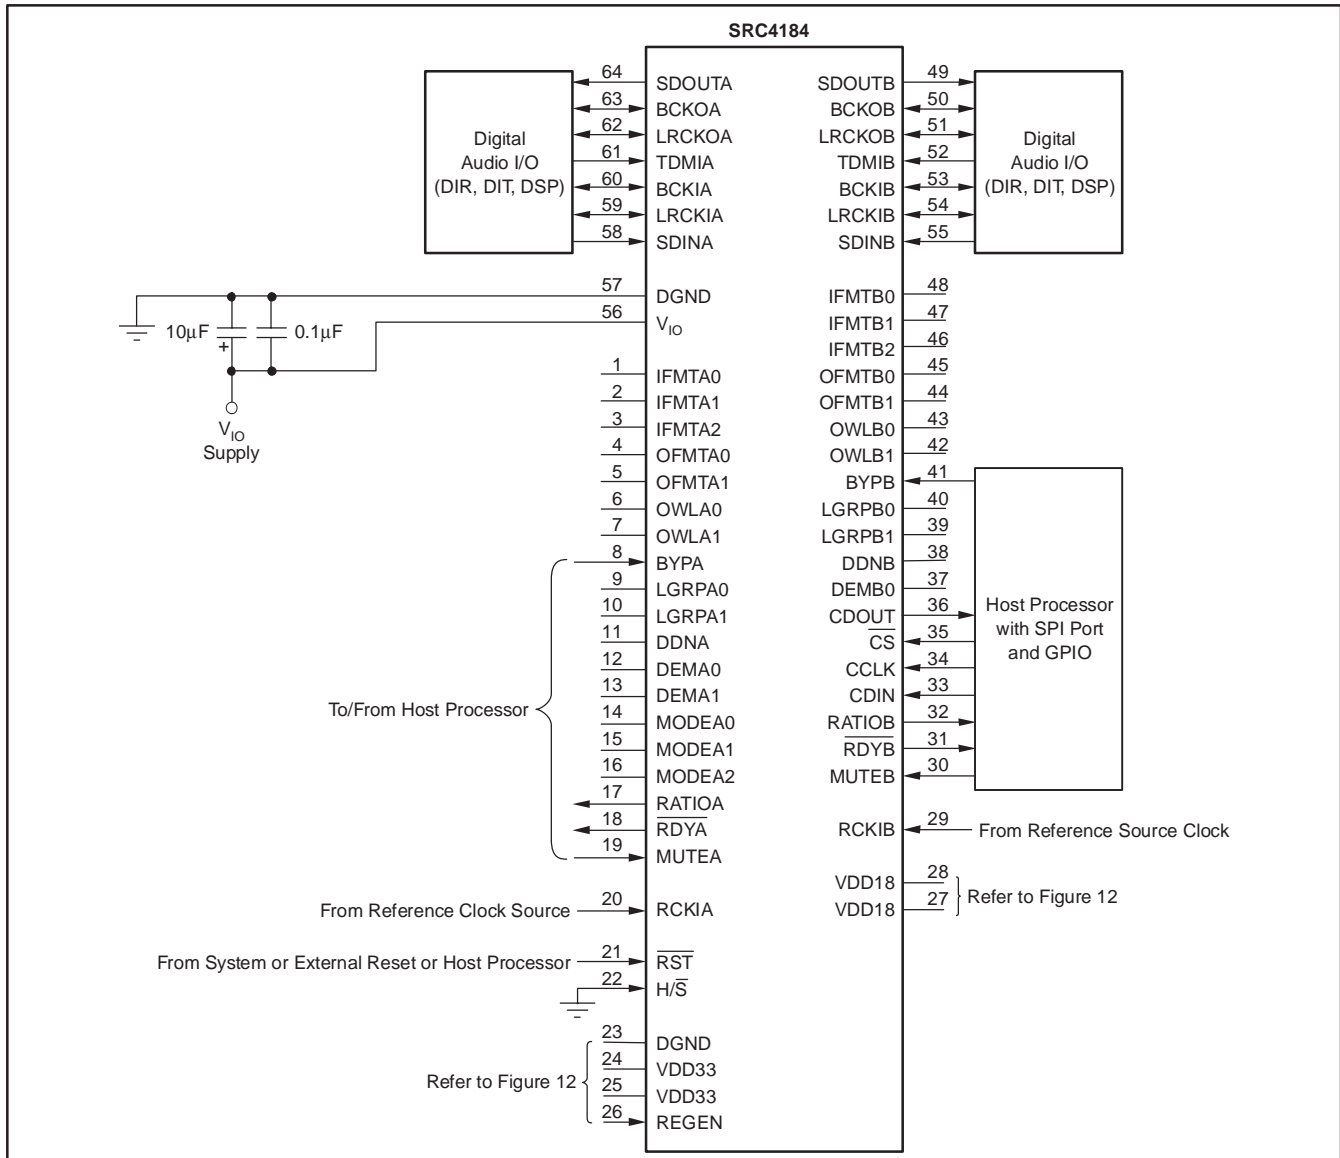 SRC4184
Digital
Audio I/O
(DIR, DIT, DSP)
64 SDOUTA
63 BCKOA
62 LRCKOA
61 TDMIA
60 BCKIA
59 LRCKIA
58 SDINA
57 DGND
56 VIO
10μF
+
0.1μF
VIO
Supply
1 IFMTA0
2 IFMTA1
3 IFMTA2
4 OFMTA0
5 OFMTA1
6 OWLA0
7 OWLA1
8 BYPA
9 LGRPA0
10 LGRPA1
11 DDNA
12 DEMA0
13 DEMA1
14 MODEA0
15 MODEA1
16 MODEA2
17 RATIOA
18 RDYA
19 MUTEA
To/From Host Processor
From Reference Clock Source 20 RCKIA
From System or External Reset or Host Processor 21 RST
22 H/S
23 DGND
24 VDD33
25 VDD33
26 REGEN
Refer to Figure 12
SDOUTB 49
BCKOB 50
LRCKOB 51
TDMIB 52
BCKIB 53
LRCKIB 54
SDINB 55
Digital
Audio I/O
(DIR, DIT, DSP)
IFMTB0 48
IFMTB1 47
IFMTB2 46
OFMTB0 45
OFMTB1 44
OWLB0 43
OWLB1 42
BYPB 41
LGRPB0 40
LGRPB1 39
DDNB 38
DEMB0 37
CDOUT 36
CS 35
CCLK 34
CDIN 33
RATIOB 32
RDYB 31
MUTEB 30
Host Processor
with SPI Port
and GPIO
RCKIB 29 From Reference Source Clock
VDD18 28
VDD18 27
Refer to Figure 12